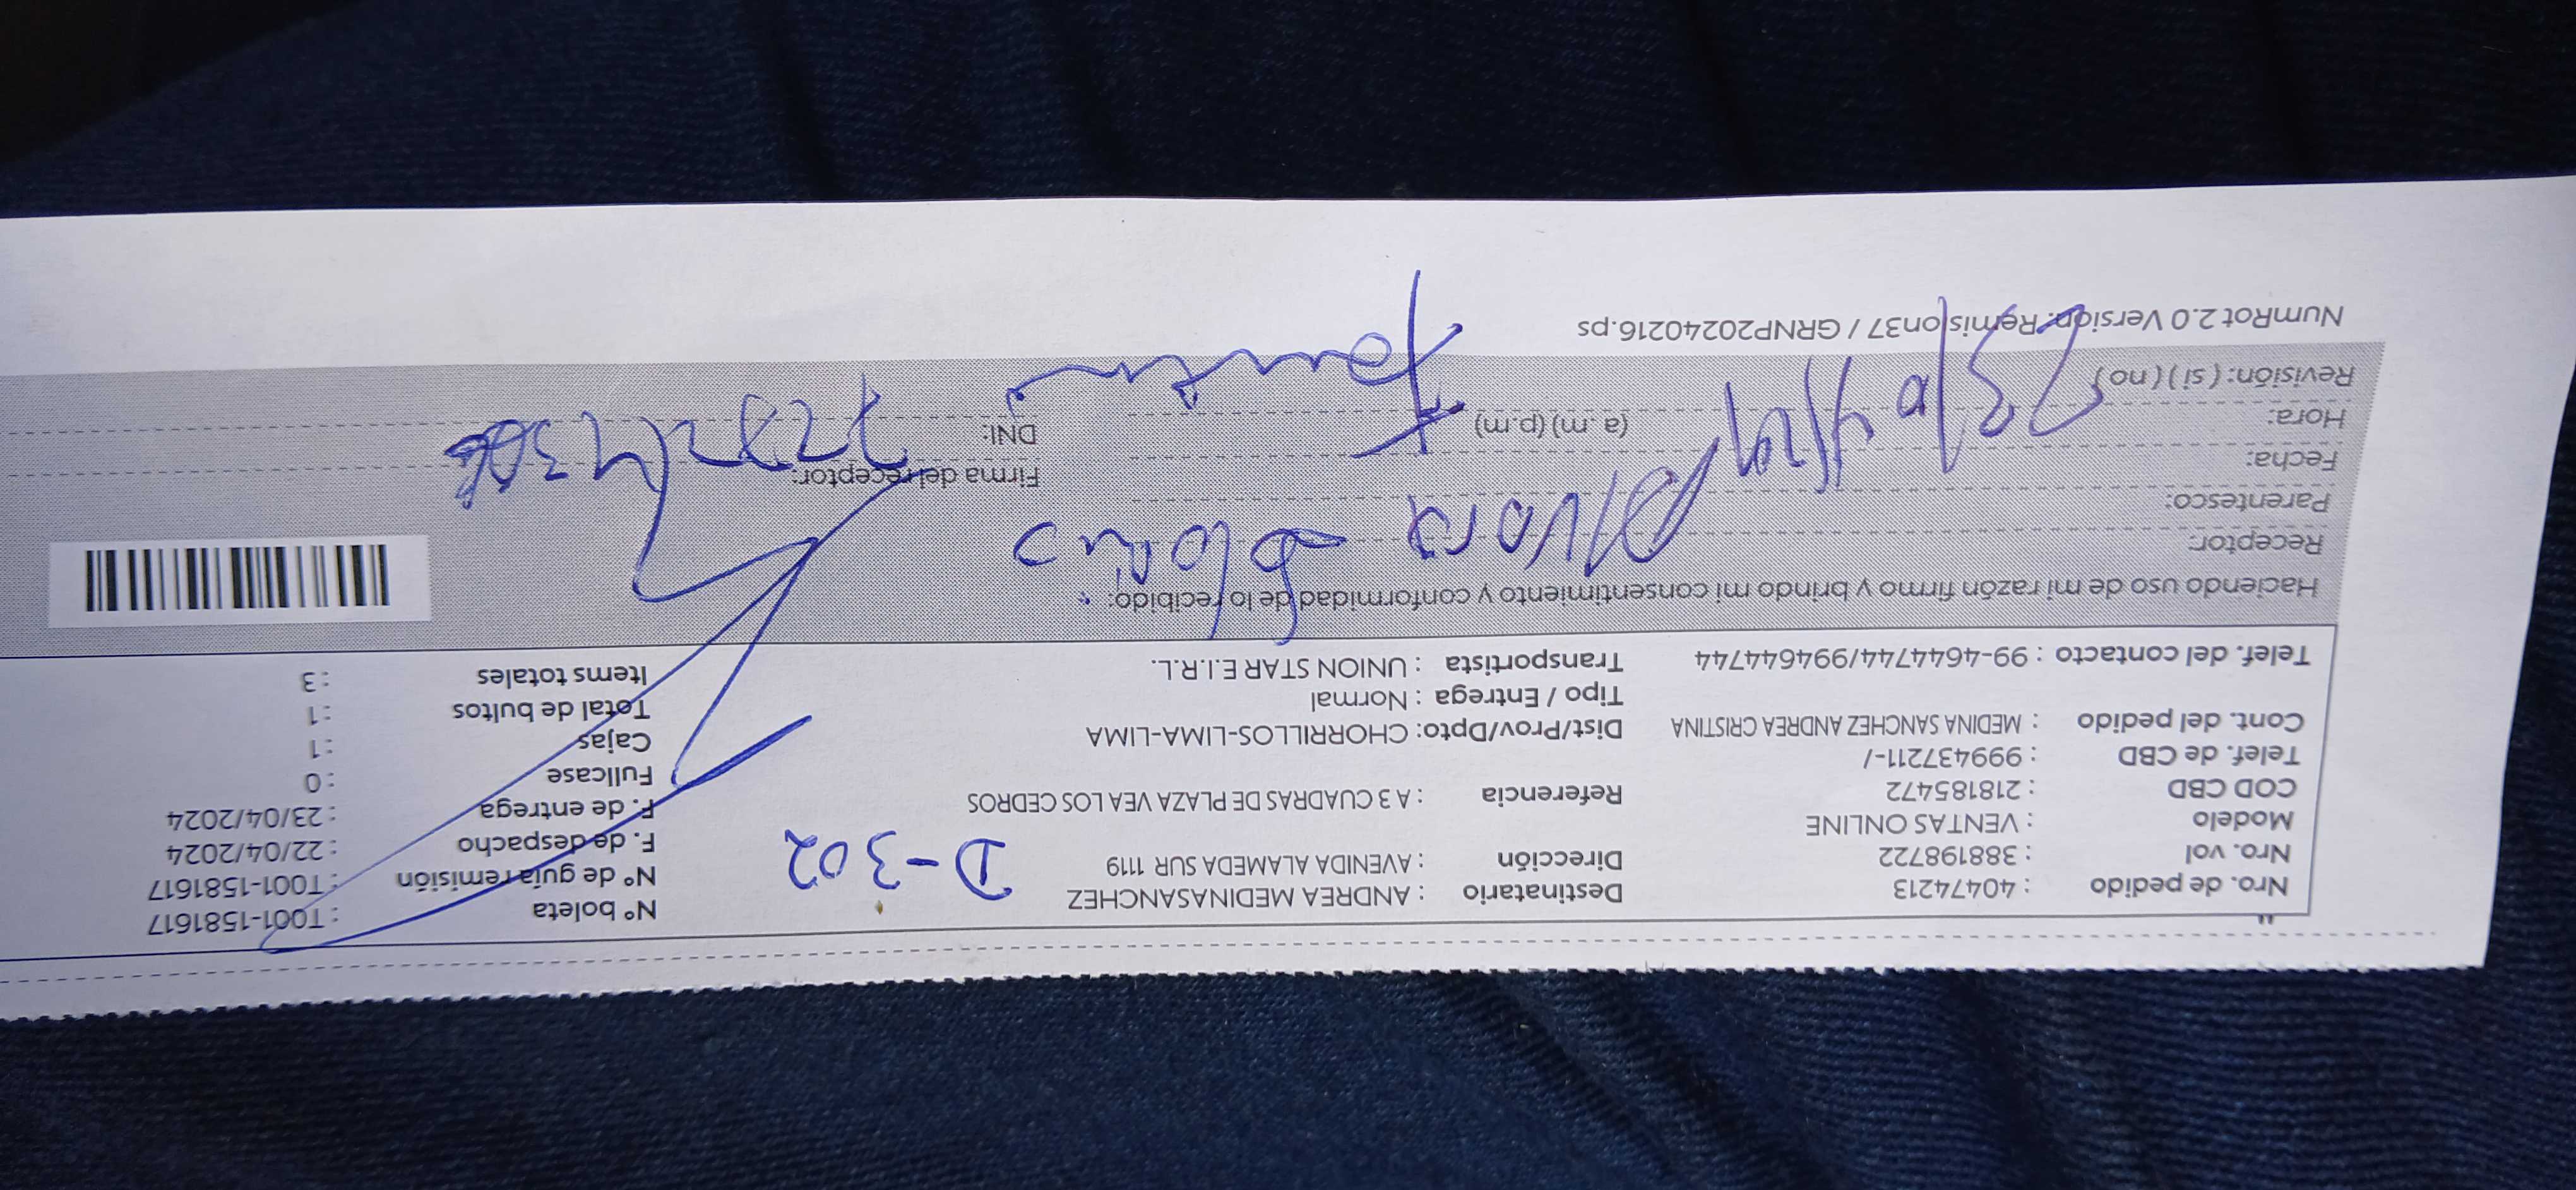 Nro. de pedido : 40474213
Nro. vol : 388198722
Modelo : VENTAS ONLINE
COD CBD : 218185472
Telef. de CBD : 999437211-/
Cont. del pedido : MEDINA SANCHEZ ANDREA CRISTINA
Telef. del contacto : 99-4644744/994644744
Destinatario : ANDREA MEDINASANCHEZ
Dirección : AVENIDA ALAMEDA SUR 1119
D-302
Referencia : A 3 CUADRAS DE PLAZA VEA LOS CEDROS
Dist/Prov/Dpto: CHORRILLOS-LIMA-LIMA
Tipo / Entrega : Normal
Transportista : UNION STAR E.I.R.L.
N° boleta : T001-1581617
N° de guía remisión : T001-1581617
F. de despacho : 22/04/2024
F. de entrega : 23/04/2024
Fullcase : 0
Cajas : 1
Total de bultos : 1
Items totales : 3
Haciendo uso de mi razón firmo y brindo mi consentimiento y conformidad de lo recibido:
Receptor:
Parentesco:
Fecha:
Hora: (a. m) (p.m)
Revisión: ( si ) ( no )
Firma del receptor:
DNI:
NumRot 2.0 Version: Remision37 / GRNP20240216.ps